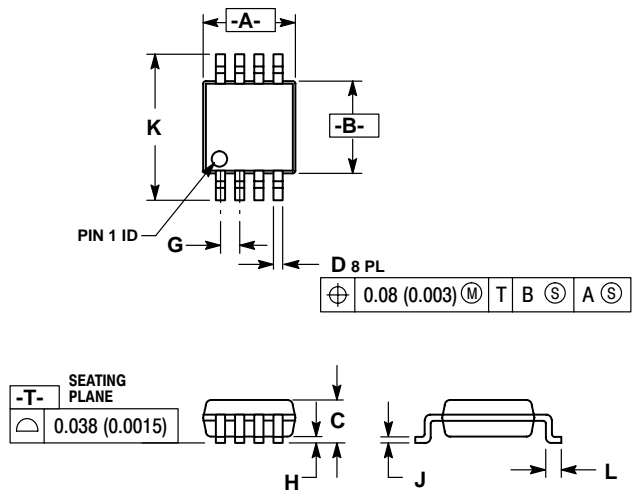 -A-
K
-B-
PIN 1 ID
G
D 8 PL
⌖ 0.08 (0.003) Ⓜ T B Ⓢ A Ⓢ
-T- SEATING
PLANE
⌓ 0.038 (0.0015)
C
H
J
L